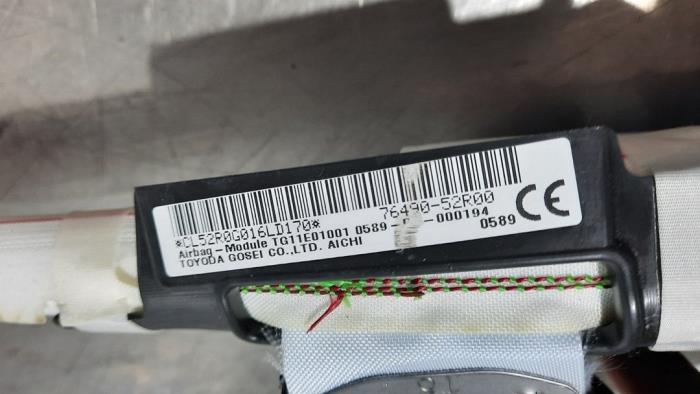 *CL52R0G016LD170* 76490-52R00
Airbag-Module TG11E01001 0589- -000194
TOYODA GOSEI CO.,LTD. AICHI 0589
CE